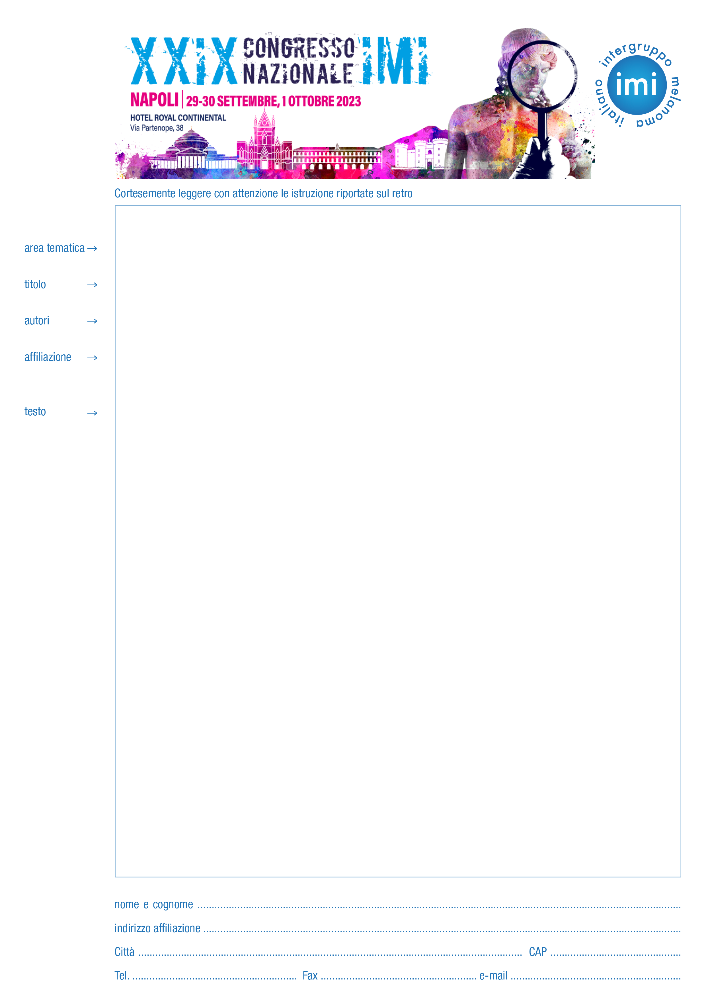 XXIX CONGRESSO NAZIONALE IMI
NAPOLI | 29-30 SETTEMBRE, 1 OTTOBRE 2023
HOTEL ROYAL CONTINENTAL
Via Partenope, 38
intergruppo melanoma italiano
imi
Cortesemente leggere con attenzione le istruzione riportate sul retro
area tematica →
titolo →
autori →
affiliazione →
testo →
nome e cognome
indirizzo affiliazione
Città CAP
Tel. Fax e-mail